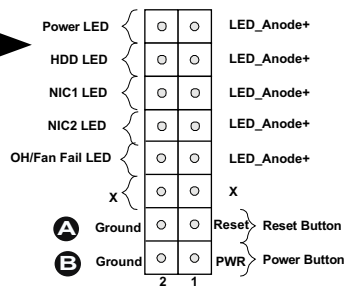 Power LED LED_Anode+
HDD LED LED_Anode+
NIC1 LED LED_Anode+
NIC2 LED LED_Anode+
OH/Fan Fail LED LED_Anode+
X X
A Ground Reset Reset Button
B Ground PWR Power Button
2 1